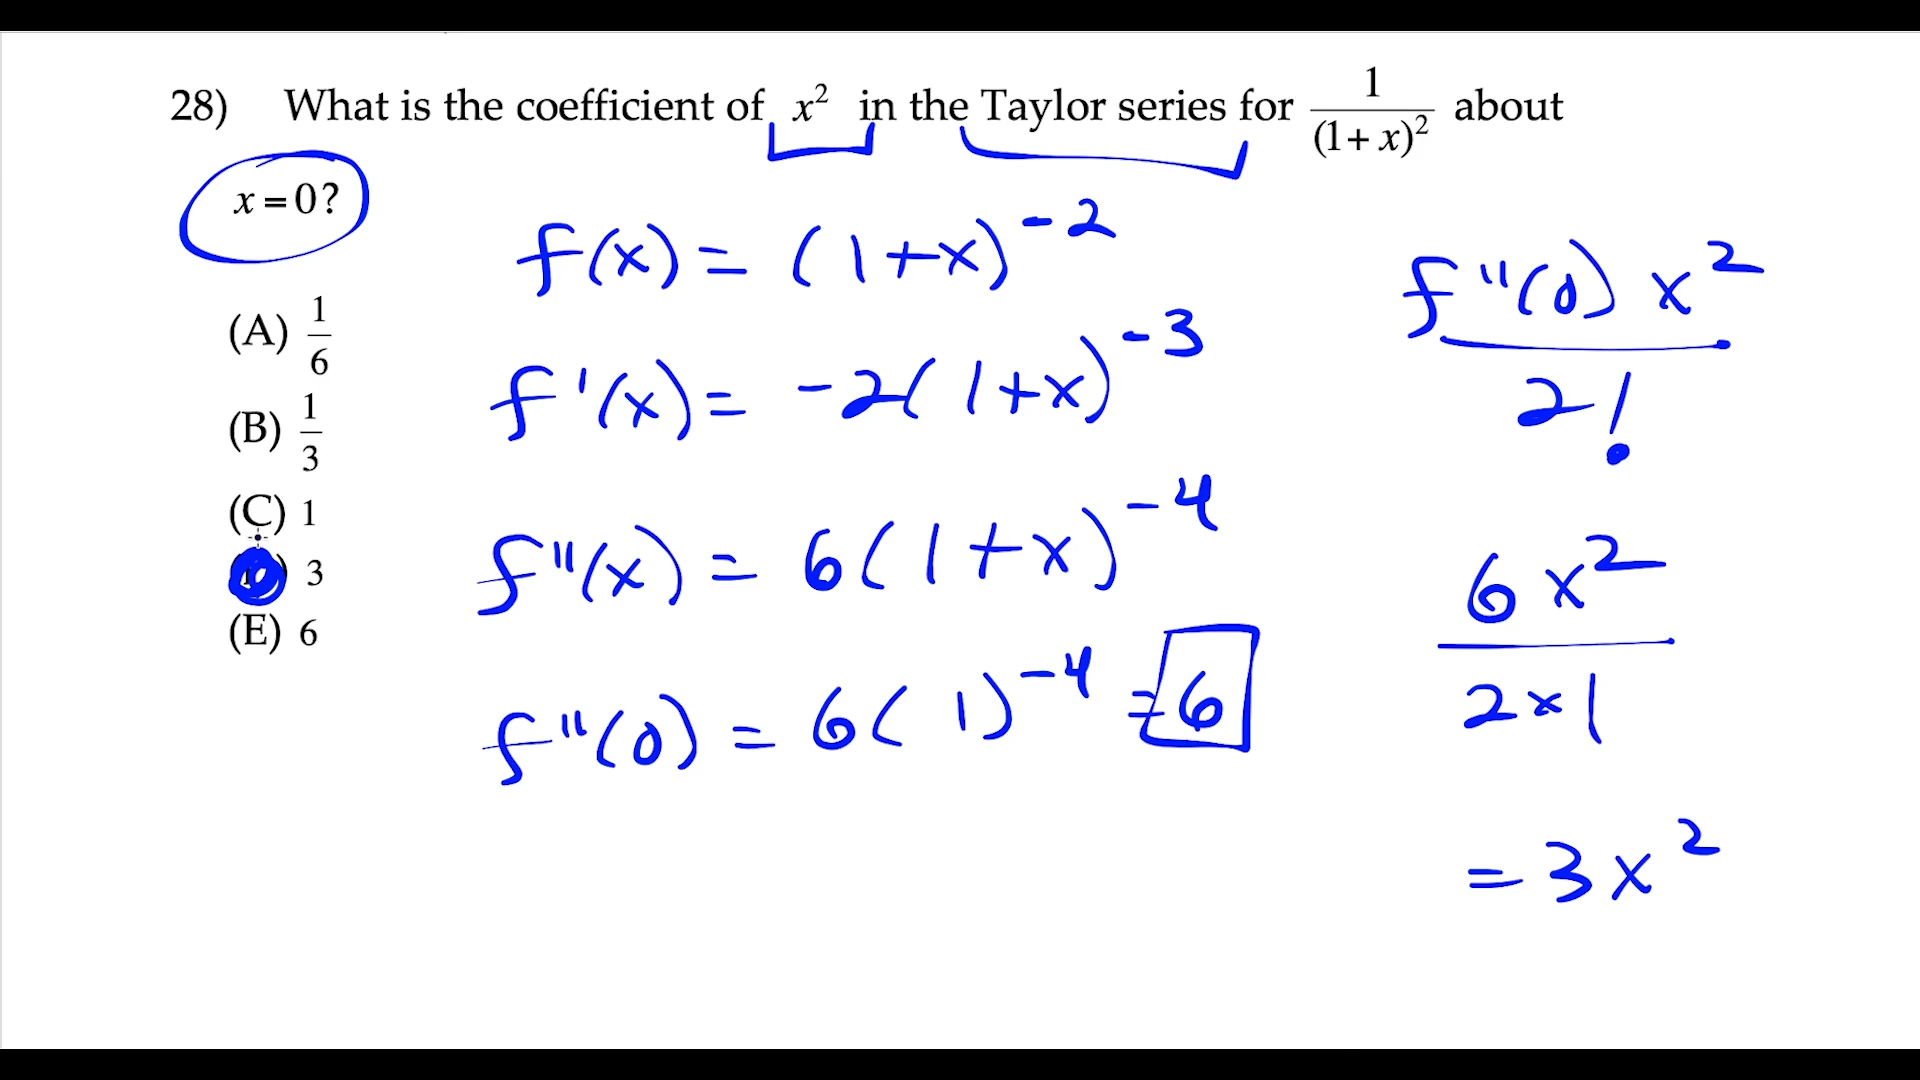 28) What is the coefficient of x² in the Taylor series for 1/(1+x)² about
x = 0?
(A) 1/6
(B) 1/3
(C) 1
3
(E) 6
f(x) = (1+x)⁻²
f'(x) = -2(1+x)⁻³
f''(x) = 6(1+x)⁻⁴
f''(0) = 6(1)⁻⁴ = 6
f''(0)x²/2!
6x²/2×1
= 3x²